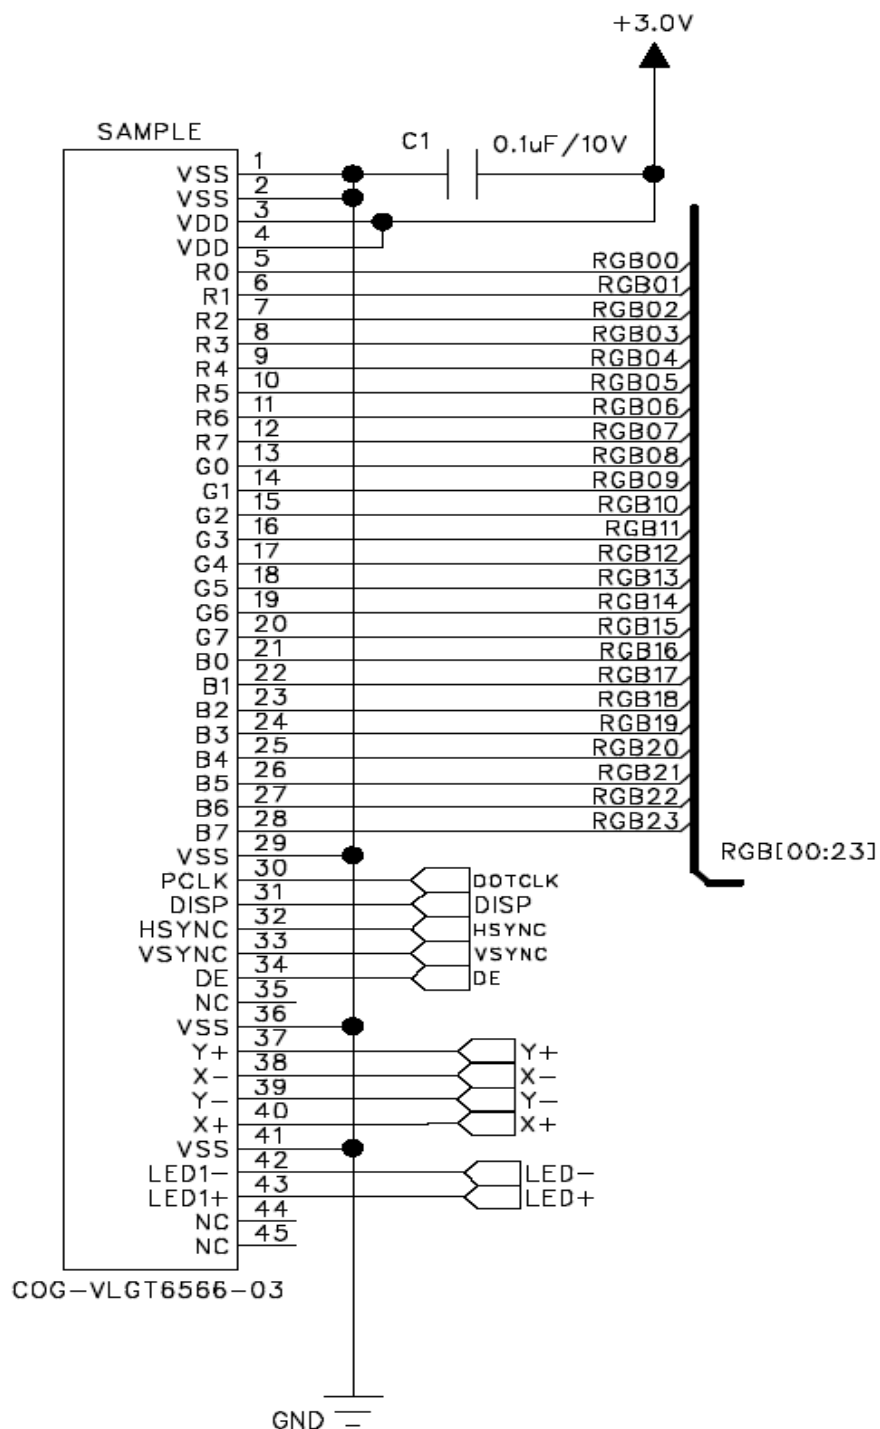 +3.0V
SAMPLE
C1 0.1uF/10V
VSS 1
VSS 2
VDD 3
VDD 4
R0 5 RGB00
R1 6 RGB01
R2 7 RGB02
R3 8 RGB03
R4 9 RGB04
R5 10 RGB05
R6 11 RGB06
R7 12 RGB07
G0 13 RGB08
G1 14 RGB09
G2 15 RGB10
G3 16 RGB11
G4 17 RGB12
G5 18 RGB13
G6 19 RGB14
G7 20 RGB15
B0 21 RGB16
B1 22 RGB17
B2 23 RGB18
B3 24 RGB19
B4 25 RGB20
B5 26 RGB21
B6 27 RGB22
B7 28 RGB23
VSS 29 RGB[00:23]
PCLK 30 DOTCLK
DISP 31 DISP
HSYNC 32 HSYNC
VSYNC 33 VSYNC
DE 34 DE
NC 35
VSS 36
Y+ 37 Y+
X- 38 X-
Y- 39 Y-
X+ 40 X+
VSS 41
LED1- 42 LED-
LED1+ 43 LED+
NC 44
NC 45
COG-VLGT6566-03
GND